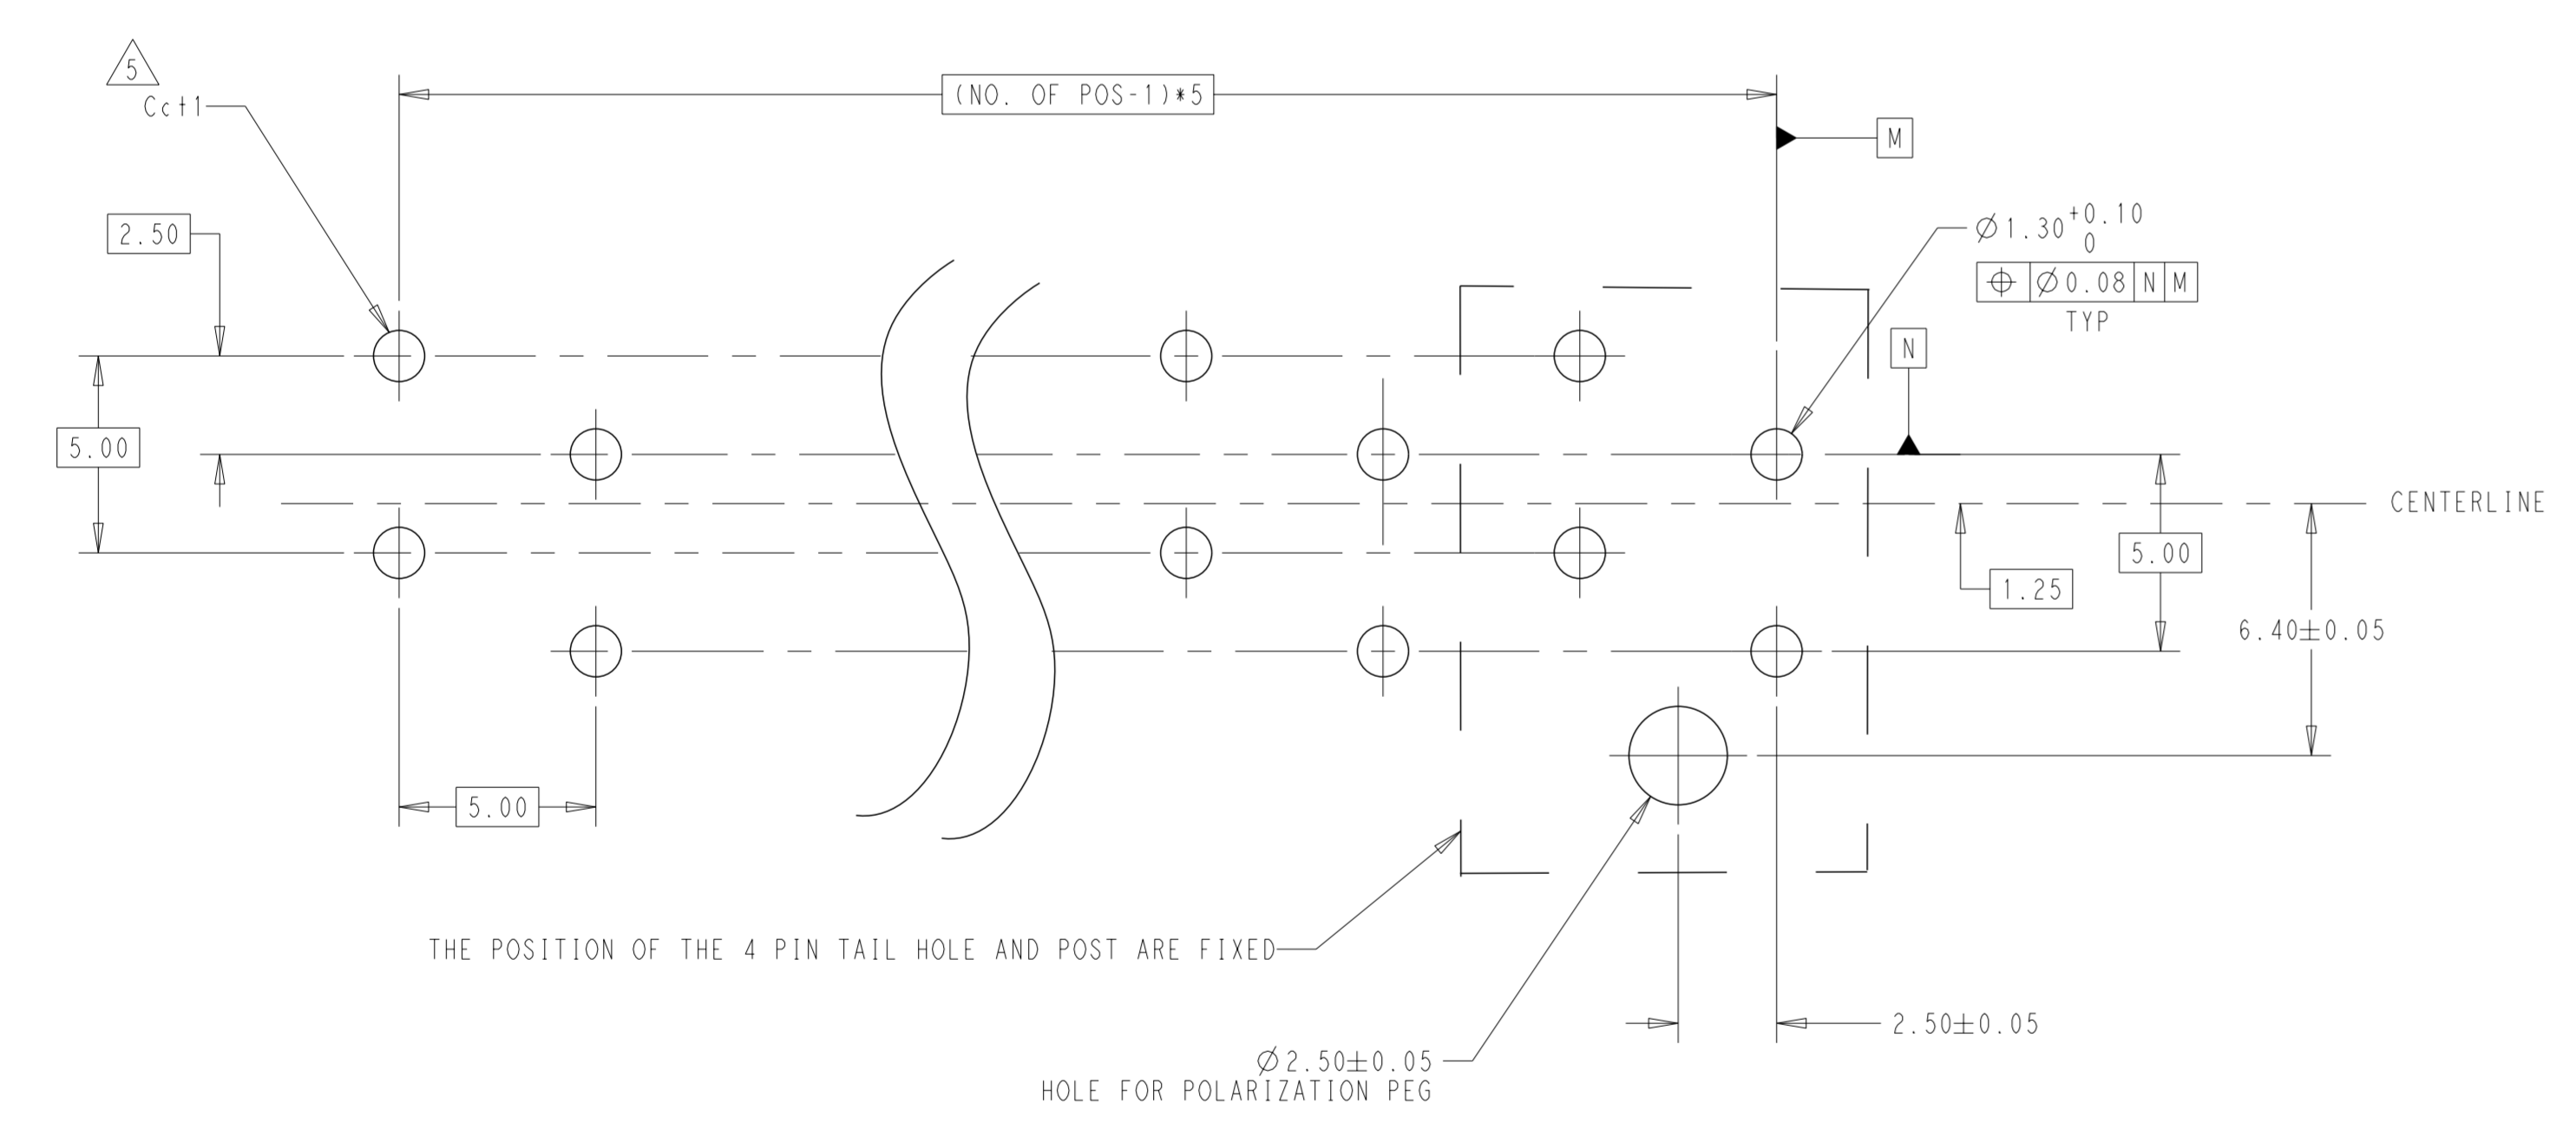 5
Cct1
(NO. OF POS-1)*5
M
2.50
Ø1.30 +0.10
0
⌖ Ø0.08 N M
TYP
N
5.00
CENTERLINE
5.00
1.25
6.40±0.05
5.00
THE POSITION OF THE 4 PIN TAIL HOLE AND POST ARE FIXED
2.50±0.05
Ø2.50±0.05
HOLE FOR POLARIZATION PEG